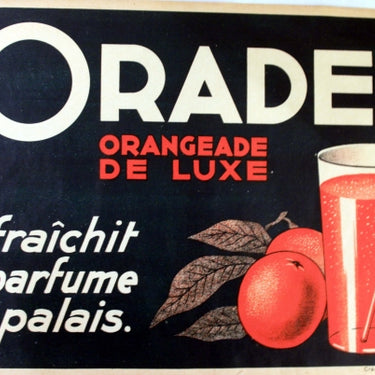 ORADE
ORANGEADE
DE LUXE
fraîchit
parfume
palais.